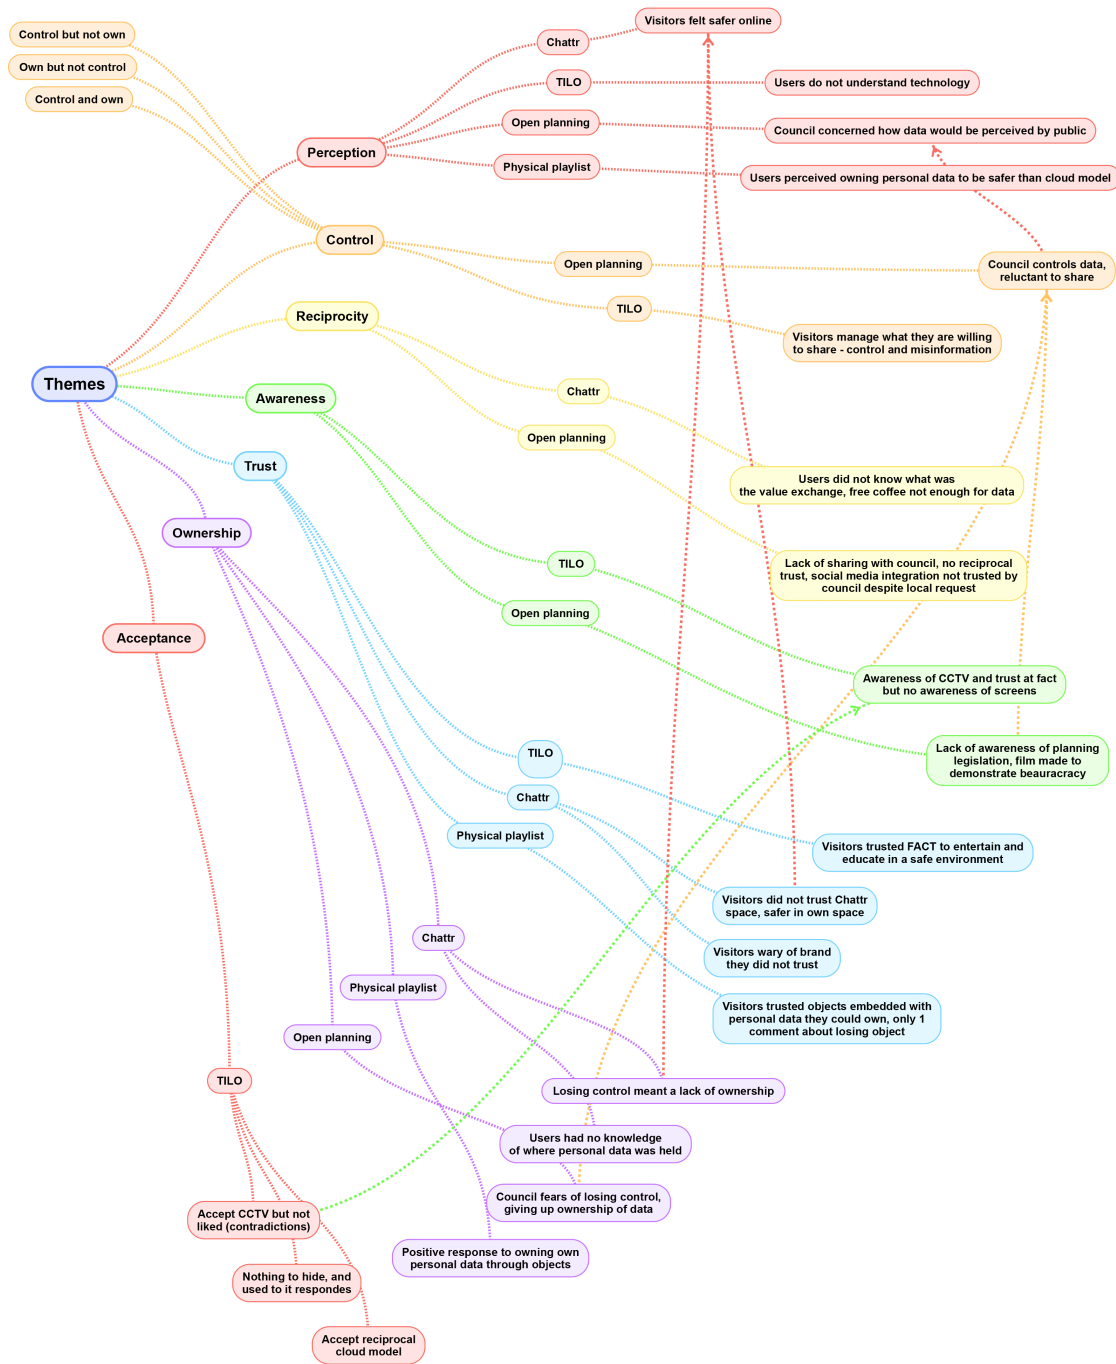 Visitors felt safer online
Control but not own
Chattr
Own but not control
TILO
Users do not understand technology
Control and own
Open planning
Council concerned how data would be perceived by public
Perception
Physical playlist
Users perceived owning personal data to be safer than cloud model
Control
Open planning
Council controls data,
reluctant to share
TILO
Reciprocity
Visitors manage what they are willing
to share - control and misinformation
Themes
Chattr
Awareness
Open planning
Trust
Users did not know what was
the value exchange, free coffee not enough for data
Ownership
TILO
Lack of sharing with council, no reciprocal
trust, social media integration not trusted by
council despite local request
Open planning
Acceptance
Awareness of CCTV and trust at fact
but no awareness of screens
Lack of awareness of planning
legislation, film made to
demonstrate beauracracy
TILO
Chattr
Physical playlist
Visitors trusted FACT to entertain and
educate in a safe environment
Visitors did not trust Chattr
space, safer in own space
Chattr
Visitors wary of brand
they did not trust
Physical playlist
Visitors trusted objects embedded with
personal data they could own, only 1
comment about losing object
Open planning
TILO
Losing control meant a lack of ownership
Users had no knowledge
of where personal data was held
Council fears of losing control,
giving up ownership of data
Accept CCTV but not
liked (contradictions)
Positive response to owning own
personal data through objects
Nothing to hide, and
used to it respondes
Accept reciprocal
cloud model